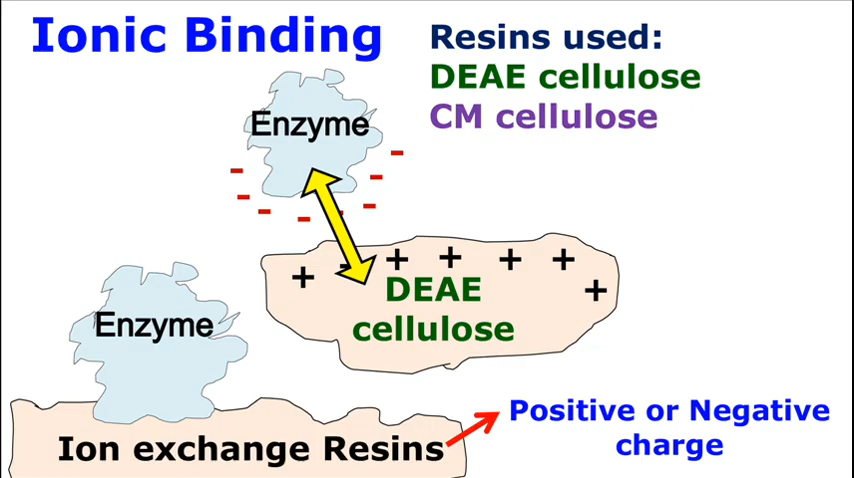 Ionic Binding
Resins used:
DEAE cellulose
CM cellulose
Enzyme
- - - - - - - -
+ + + + + + +
DEAE
cellulose
Enzyme
Ion exchange Resins
Positive or Negative
charge